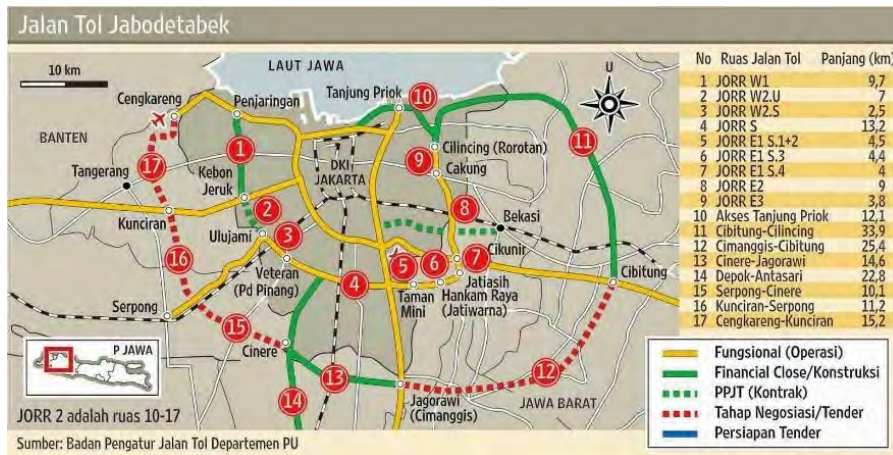 Jalan Tol Jabodetabek
10 km
LAUT JAWA
U
Cengkareng
Penjaringan
Tanjung Priok
10
BANTEN
17
1
Kebon
Jeruk
DKI
JAKARTA
9
Cilincing (Rorotan)
Cakung
11
Tangerang
2
8
Bekasi
Kunciran
Ulujami
3
Cikunir
16
Veteran
(Pd Pinang)
4
5
6
7
Jatiasih
Cibitung
Taman
Mini
Hankam Raya
(Jatiwarna)
Serpong
15
Cinere
P JAWA
13
14
Jagorawi
(Cimanggis)
12
JAWA BARAT
JORR 2 adalah ruas 10-17
Sumber: Badan Pengatur Jalan Tol Departemen PU
No Ruas Jalan Tol Panjang (km)
1 JORR W1 9,7
2 JORR W2.U 7
3 JORR W2.S 2,5
4 JORR S 13,2
5 JORR E1 S.1+2 4,5
6 JORR E1 S.3 4,4
7 JORR E1 S.4 4
8 JORR E2 9
9 JORR E3 3,8
10 Akses Tanjung Priok 12,1
11 Cibitung-Cilincing 33,9
12 Cimanggis-Cibitung 25,4
13 Cinere-Jagorawi 14,6
14 Depok-Antasari 22,8
15 Serpong-Cinere 10,1
16 Kunciran-Serpong 11,2
17 Cengkareng-Kunciran 15,2
Fungsional (Operasi)
Financial Close/Konstruksi
PPJT (Kontrak)
Tahap Negosiasi/Tender
Persiapan Tender